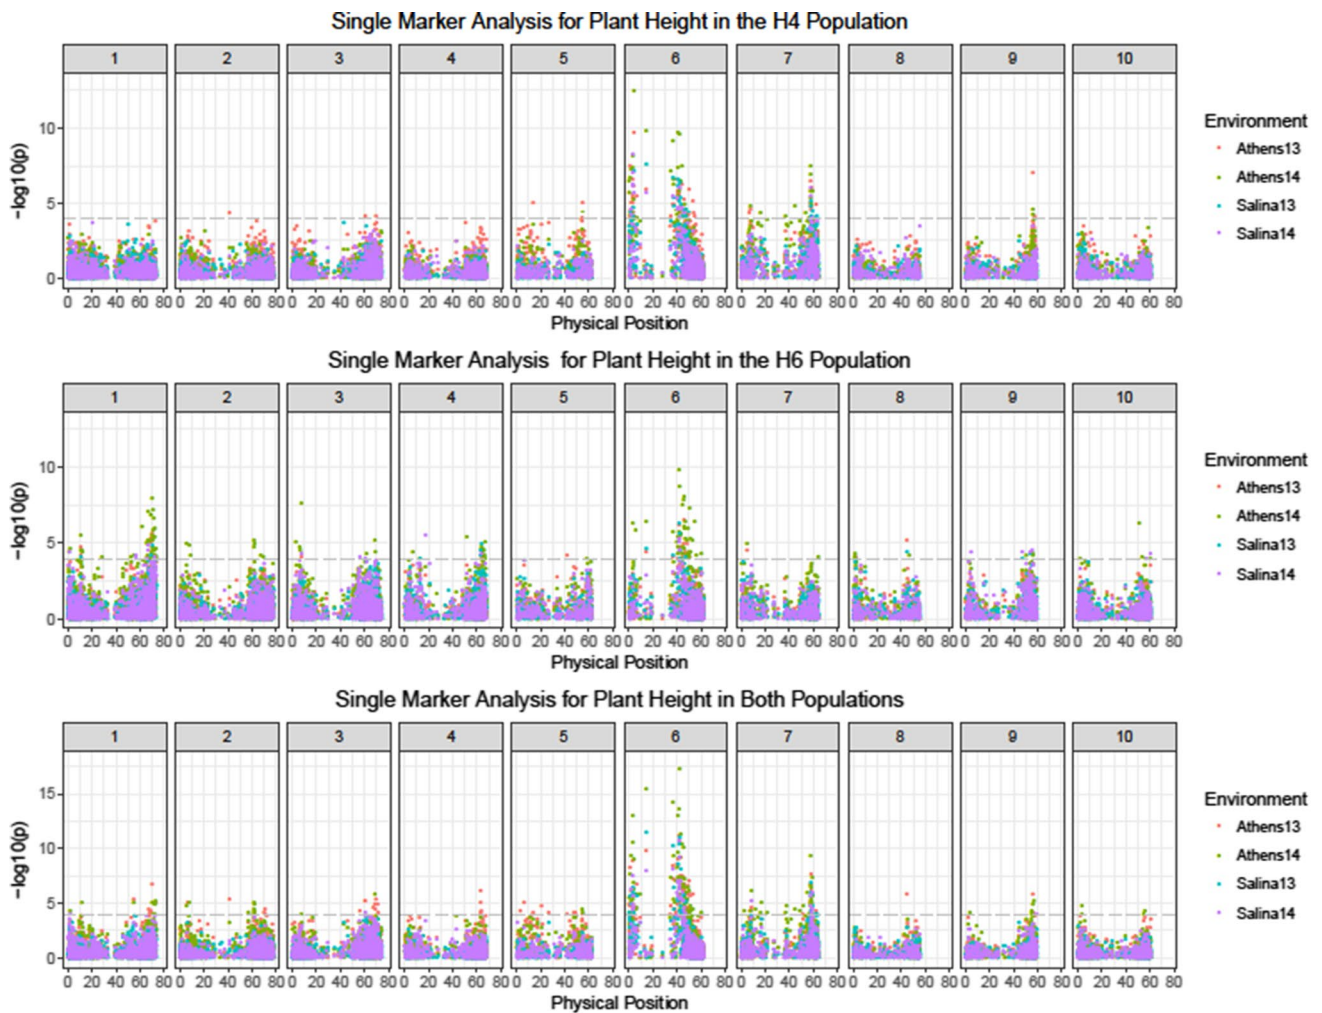 Single Marker Analysis for Plant Height in the H4 Population
1 2 3 4 5 6 7 8 9 10
-log10(p)
10
5
0
0 20 40 60 80 0 20 40 60 80 0 20 40 60 80 0 20 40 60 80 0 20 40 60 80 0 20 40 60 80 0 20 40 60 80 0 20 40 60 80 0 20 40 60 80 0 20 40 60 80
Physical Position
Environment
Athens13
Athens14
Salina13
Salina14
Single Marker Analysis for Plant Height in the H6 Population
1 2 3 4 5 6 7 8 9 10
-log10(p)
10
5
0
0 20 40 60 80 0 20 40 60 80 0 20 40 60 80 0 20 40 60 80 0 20 40 60 80 0 20 40 60 80 0 20 40 60 80 0 20 40 60 80 0 20 40 60 80 0 20 40 60 80
Physical Position
Environment
Athens13
Athens14
Salina13
Salina14
Single Marker Analysis for Plant Height in Both Populations
1 2 3 4 5 6 7 8 9 10
-log10(p)
15
10
5
0
0 20 40 60 80 0 20 40 60 80 0 20 40 60 80 0 20 40 60 80 0 20 40 60 80 0 20 40 60 80 0 20 40 60 80 0 20 40 60 80 0 20 40 60 80 0 20 40 60 80
Physical Position
Environment
Athens13
Athens14
Salina13
Salina14